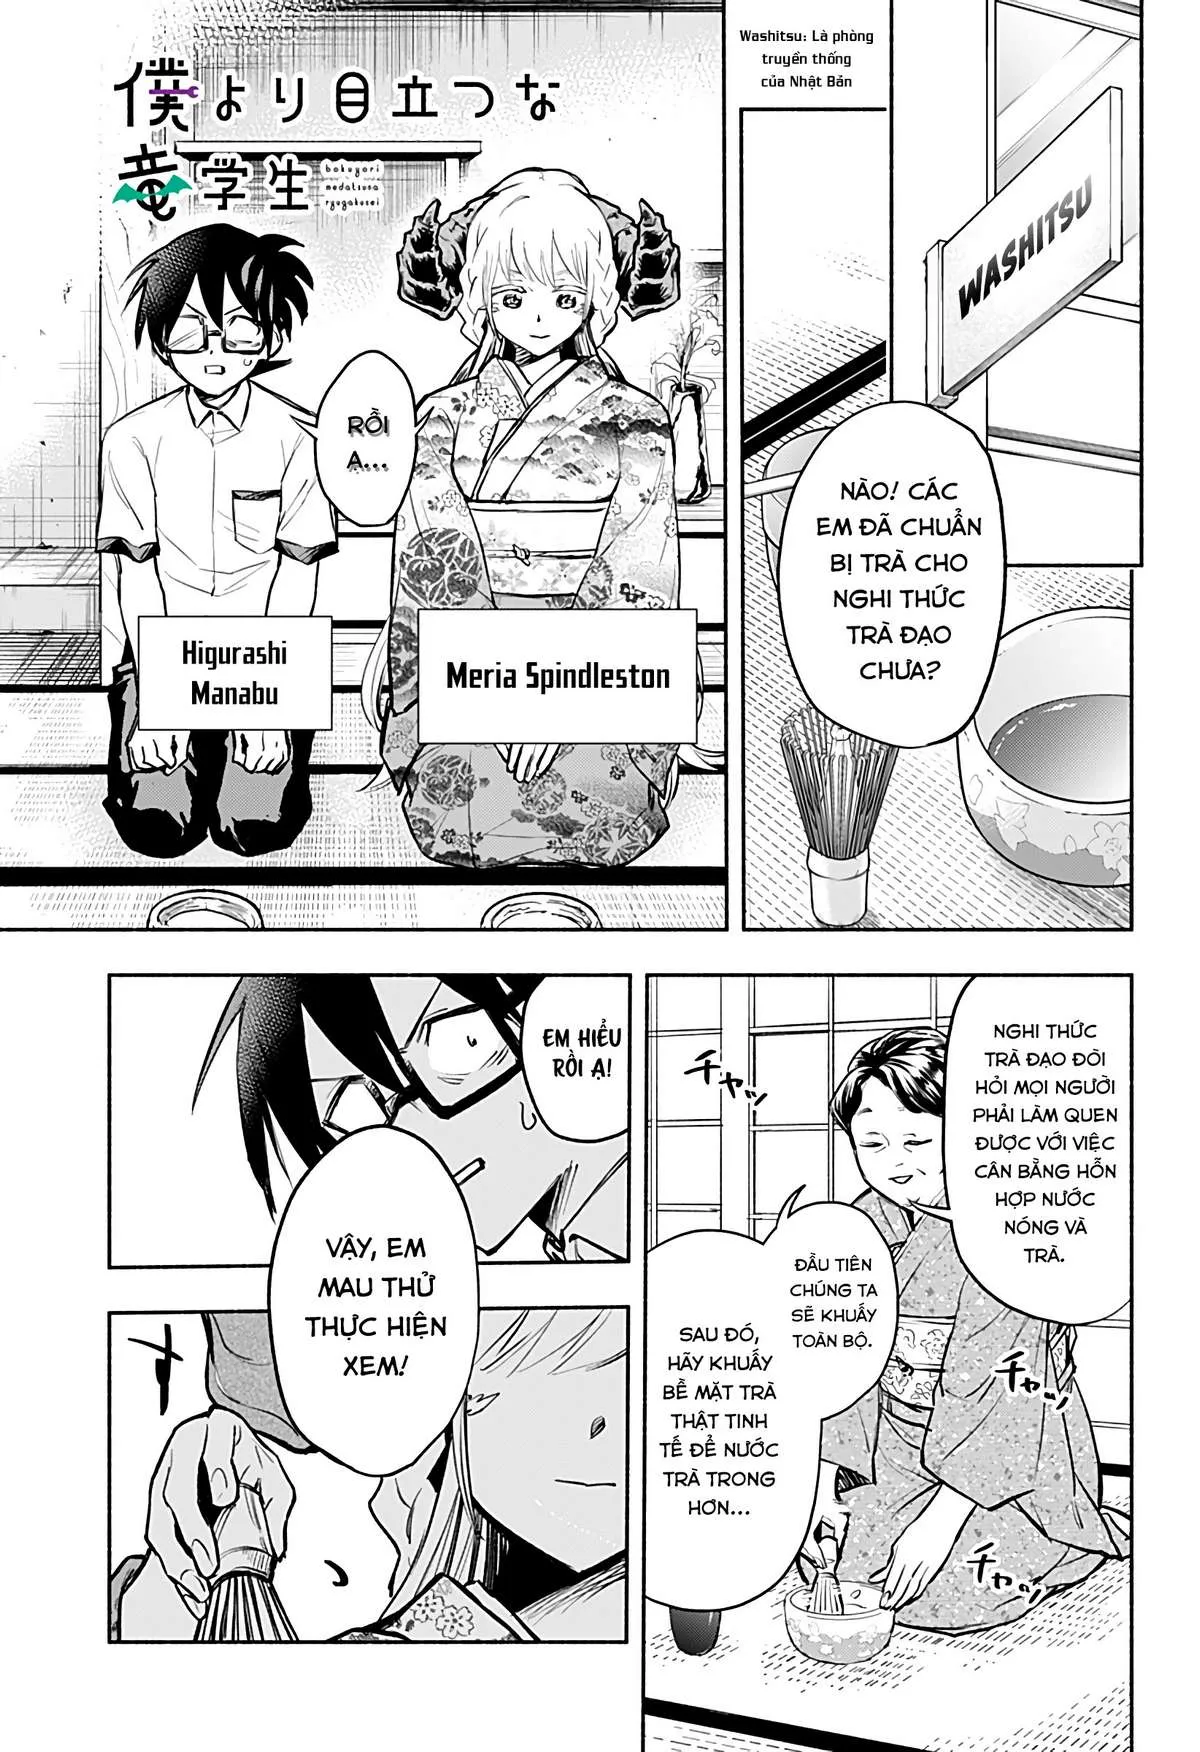 Washitsu: Là phòng
truyền thống
của Nhật Bản
WASHITSU
NÀO! CÁC
EM ĐÃ CHUẨN
BỊ TRÀ CHO
NGHI THỨC
TRÀ ĐẠO
CHƯA?
僕より目立つな
竜学生
bokuyori
medatsuna
ryugakusei
RỒI
Ạ...
Meria Spindleston
Higurashi
Manabu
NGHI THỨC
TRÀ ĐẠO ĐÒI
HỎI MỌI NGƯỜI
PHẢI LÀM QUEN
ĐƯỢC VỚI VIỆC
CÂN BẰNG HỖN
HỢP NƯỚC
NÓNG VÀ
TRÀ.
チャッ
ĐẦU TIÊN
CHÚNG TA
SẼ KHUẤY
TOÀN BỘ.
チャッ
SAU ĐÓ,
HÃY KHUẤY
BỀ MẶT TRÀ
THẬT TINH
TẾ ĐỂ NƯỚC
TRÀ TRONG
HƠN...
チャッ
EM HIỂU
RỒI Ạ!
VẬY, EM
MAU THỬ
THỰC HIỆN
XEM!